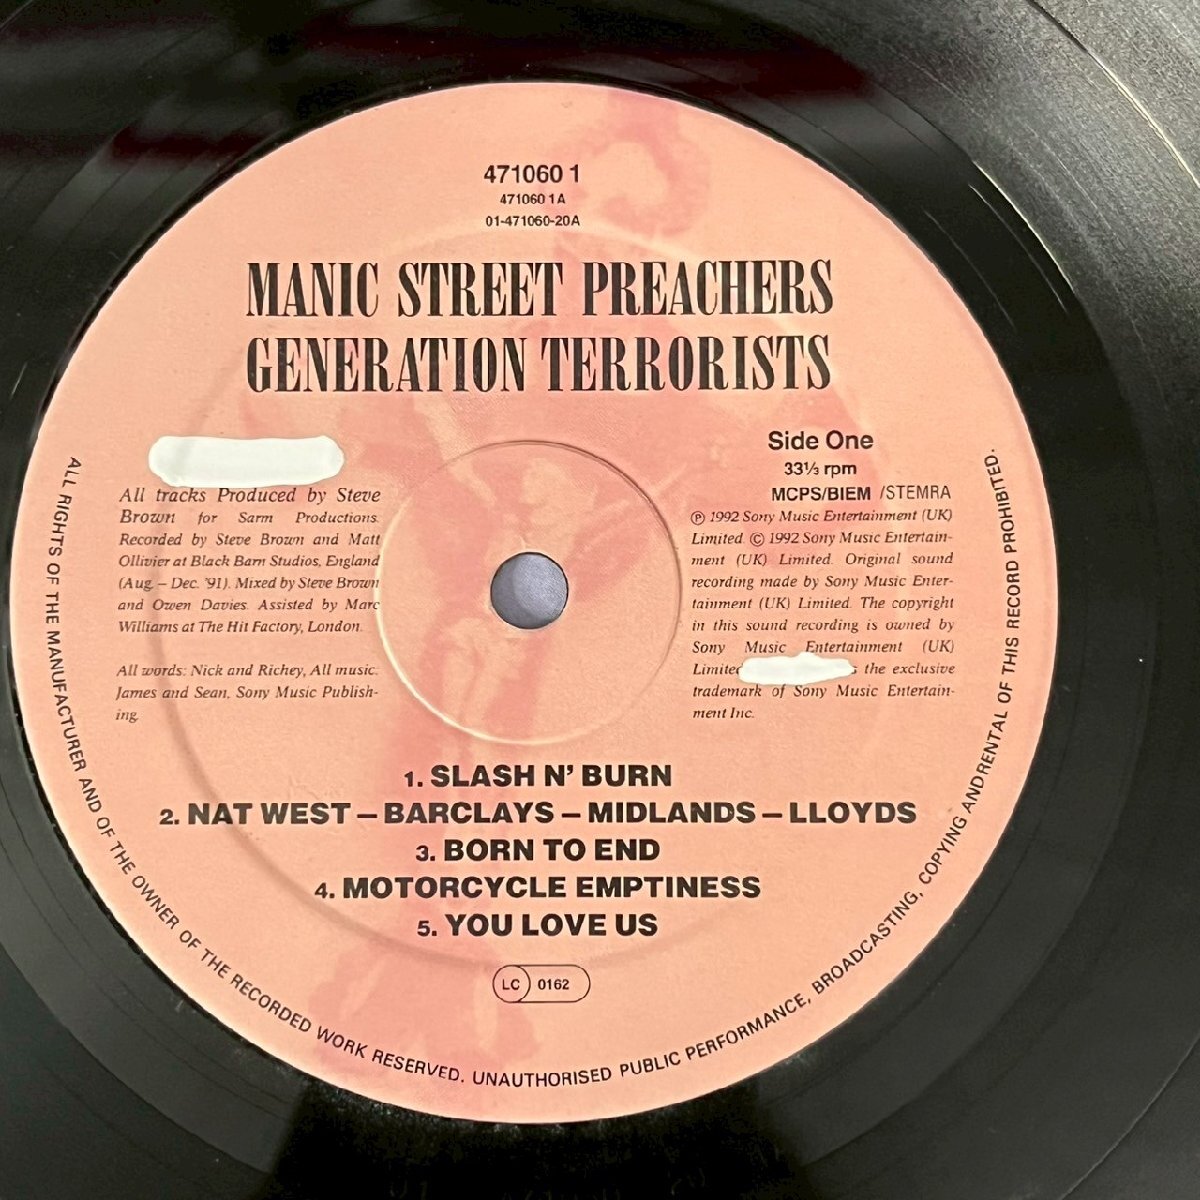 471060 1
471060 1A
01-471060-20A
MANIC STREET PREACHERS
GENERATION TERRORISTS
All tracks Produced by Steve
Brown for Sarm Productions.
Recorded by Steve Brown and Matt
Ollivier at Black Barn Studios, England
(Aug. – Dec. '91). Mixed by Steve Brown
and Owen Davies. Assisted by Marc
Williams at The Hit Factory, London.
All words: Nick and Richey, All music:
James and Sean, Sony Music Publish-
ing.
Side One
33⅓ rpm
MCPS/BIEM /STEMRA
℗ 1992 Sony Music Entertainment (UK)
Limited. © 1992 Sony Music Entertain-
ment (UK) Limited. Original sound
recording made by Sony Music Enter-
tainment (UK) Limited. The copyright
in this sound recording is owned by
Sony Music Entertainment (UK)
Limited the exclusive
trademark of Sony Music Entertain-
ment Inc.
1. SLASH N' BURN
2. NAT WEST – BARCLAYS – MIDLANDS – LLOYDS
3. BORN TO END
4. MOTORCYCLE EMPTINESS
5. YOU LOVE US
LC 0162
ALL RIGHTS OF THE MANUFACTURER AND OF THE OWNER OF THE RECORDED WORK RESERVED. UNAUTHORISED PUBLIC PERFORMANCE, BROADCASTING, COPYING ANDRENTAL OF THIS RECORD PROHIBITED.